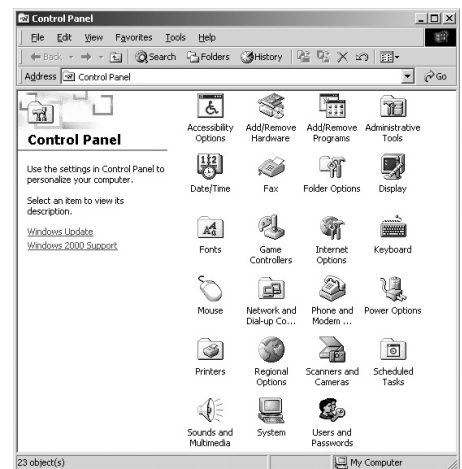 Control Panel
File Edit View Favorites Tools Help
Back Search Folders History
Address Control Panel Go
Control Panel
Use the settings in Control Panel to
personalize your computer.
Select an item to view its
description.
Windows Update
Windows 2000 Support
Accessibility
Options
Add/Remove
Hardware
Add/Remove
Programs
Administrative
Tools
12
Date/Time
Fax
Folder Options
Display
Fonts
Game
Controllers
Internet
Options
Keyboard
Mouse
Network and
Dial-up Co...
Phone and
Modem ...
Power Options
Printers
Regional
Options
Scanners and
Cameras
Scheduled
Tasks
Sounds and
Multimedia
System
Users and
Passwords
23 object(s) My Computer